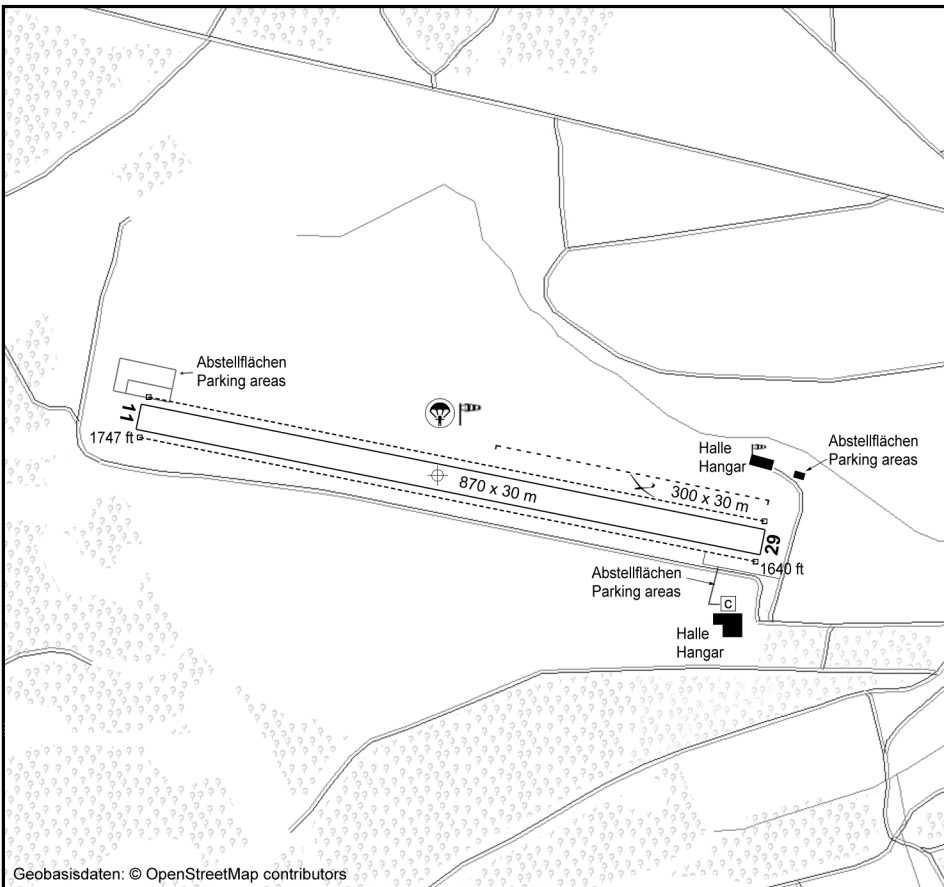 Abstellflächen
Parking areas
11
1747 ft
870 x 30 m
300 x 30 m
Halle
Hangar
Abstellflächen
Parking areas
29
1640 ft
Abstellflächen
Parking areas
C
Halle
Hangar
Geobasisdaten: © OpenStreetMap contributors